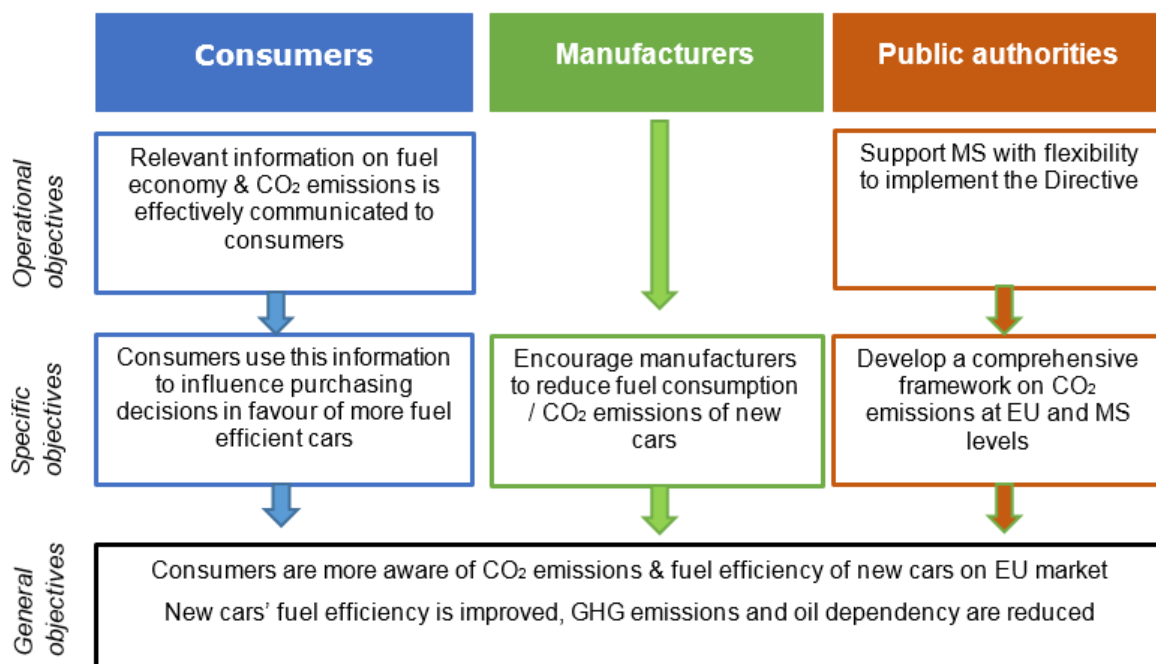 Consumers
Manufacturers
Public authorities
Operational
objectives
Relevant information on fuel
economy & CO₂ emissions is
effectively communicated to
consumers
Support MS with flexibility
to implement the Directive
Specific
objectives
Consumers use this information
to influence purchasing
decisions in favour of more fuel
efficient cars
Encourage manufacturers
to reduce fuel consumption
/ CO₂ emissions of new
cars
Develop a comprehensive
framework on CO₂
emissions at EU and MS
levels
General
objectives
Consumers are more aware of CO₂ emissions & fuel efficiency of new cars on EU market
New cars’ fuel efficiency is improved, GHG emissions and oil dependency are reduced